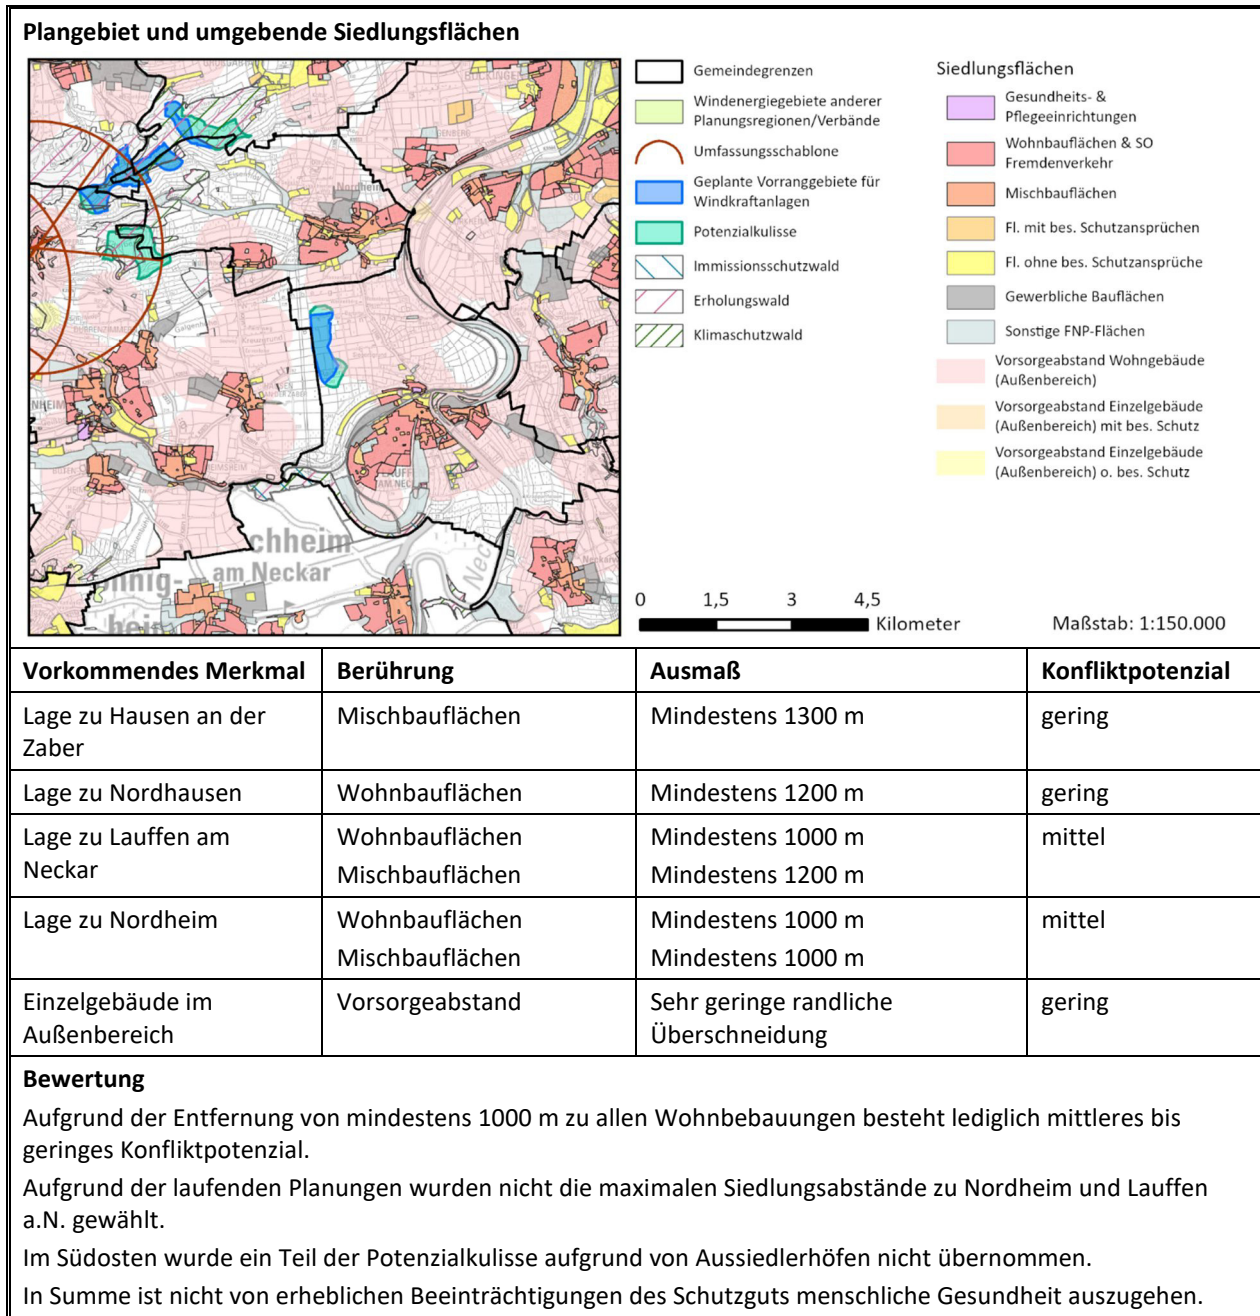 Plangebiet und umgebende Siedlungsflächen
Nordheim
chheim
am Neckar
Neckar
Gemeindegrenzen
Windenergiegebiete anderer
Planungsregionen/Verbände
Umfassungsschablone
Geplante Vorranggebiete für
Windkraftanlagen
Potenzialkulisse
Immissionsschutzwald
Erholungswald
Klimaschutzwald
Siedlungsflächen
Gesundheits- &
Pflegeeinrichtungen
Wohnbauflächen & SO
Fremdenverkehr
Mischbauflächen
Fl. mit bes. Schutzansprüchen
Fl. ohne bes. Schutzansprüche
Gewerbliche Bauflächen
Sonstige FNP-Flächen
Vorsorgeabstand Wohngebäude
(Außenbereich)
Vorsorgeabstand Einzelgebäude
(Außenbereich) mit bes. Schutz
Vorsorgeabstand Einzelgebäude
(Außenbereich) o. bes. Schutz
0 1,5 3 4,5
Kilometer
Maßstab: 1:150.000
Vorkommendes Merkmal Berührung Ausmaß Konfliktpotenzial
Lage zu Hausen an der Mischbauflächen Mindestens 1300 m gering
Zaber
Lage zu Nordhausen Wohnbauflächen Mindestens 1200 m gering
Lage zu Lauffen am Wohnbauflächen Mindestens 1000 m mittel
Neckar Mischbauflächen Mindestens 1200 m
Lage zu Nordheim Wohnbauflächen Mindestens 1000 m mittel
Mischbauflächen Mindestens 1000 m
Einzelgebäude im Vorsorgeabstand Sehr geringe randliche gering
Außenbereich Überschneidung
Bewertung
Aufgrund der Entfernung von mindestens 1000 m zu allen Wohnbebauungen besteht lediglich mittleres bis
geringes Konfliktpotenzial.
Aufgrund der laufenden Planungen wurden nicht die maximalen Siedlungsabstände zu Nordheim und Lauffen
a.N. gewählt.
Im Südosten wurde ein Teil der Potenzialkulisse aufgrund von Aussiedlerhöfen nicht übernommen.
In Summe ist nicht von erheblichen Beeinträchtigungen des Schutzguts menschliche Gesundheit auszugehen.